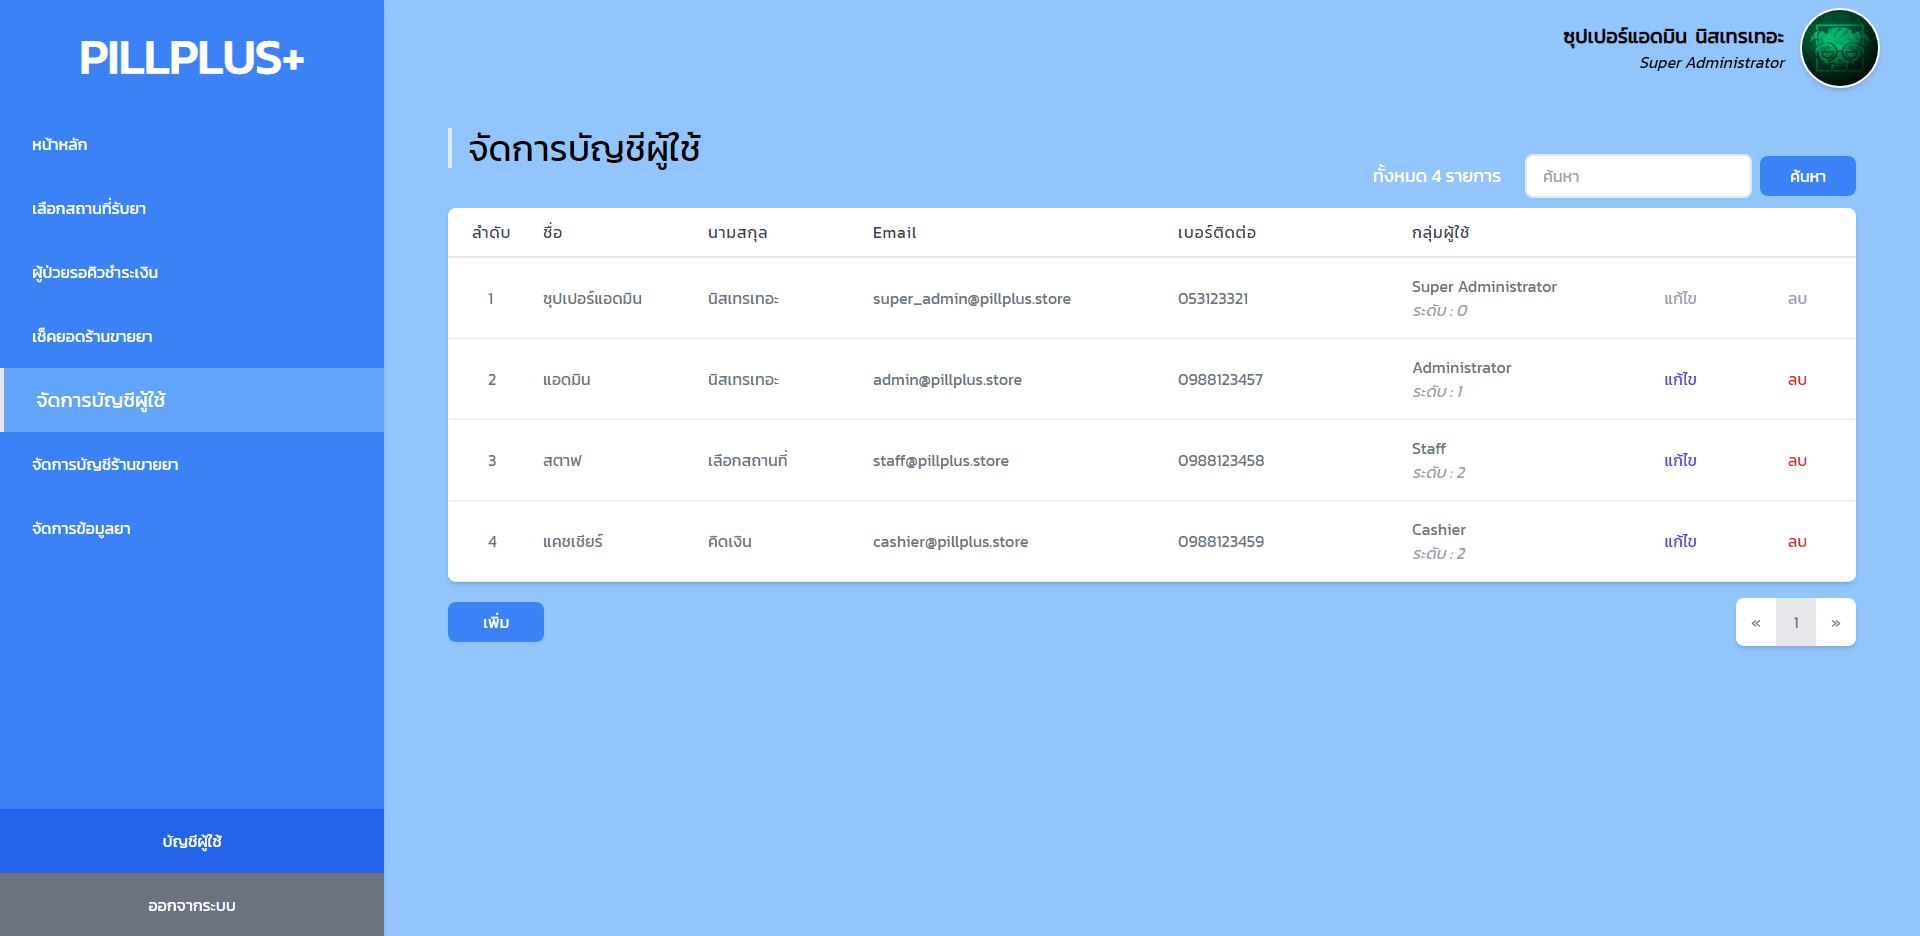 PILLPLUS+
หน้าหลัก
เลือกสถานที่รับยา
ผู้ป่วยรอคิวชำระเงิน
เช็คยอดร้านขายยา
จัดการบัญชีผู้ใช้
จัดการบัญชีร้านขายยา
จัดการข้อมูลยา
บัญชีผู้ใช้
ออกจากระบบ
ซุปเปอร์แอดมิน นิสเทรเทอะ
Super Administrator
จัดการบัญชีผู้ใช้
ทั้งหมด 4 รายการ ค้นหา ค้นหา
ลำดับ ชื่อ นามสกุล Email เบอร์ติดต่อ กลุ่มผู้ใช้
1 ซุปเปอร์แอดมิน นิสเทรเทอะ super_admin@pillplus.store 053123321 Super Administrator แก้ไข ลบ
ระดับ : 0
2 แอดมิน นิสเทรเทอะ admin@pillplus.store 0988123457 Administrator แก้ไข ลบ
ระดับ : 1
3 สตาฟ เลือกสถานที่ staff@pillplus.store 0988123458 Staff แก้ไข ลบ
ระดับ : 2
4 แคชเชียร์ คิดเงิน cashier@pillplus.store 0988123459 Cashier แก้ไข ลบ
ระดับ : 2
เพิ่ม « 1 »